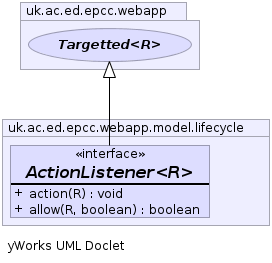 uk.ac.ed.epcc.webapp
Targetted<R>
uk.ac.ed.epcc.webapp.model.lifecycle
«interface»
ActionListener<R>
+ action(R) : void
+ allow(R, boolean) : boolean
yWorks UML Doclet